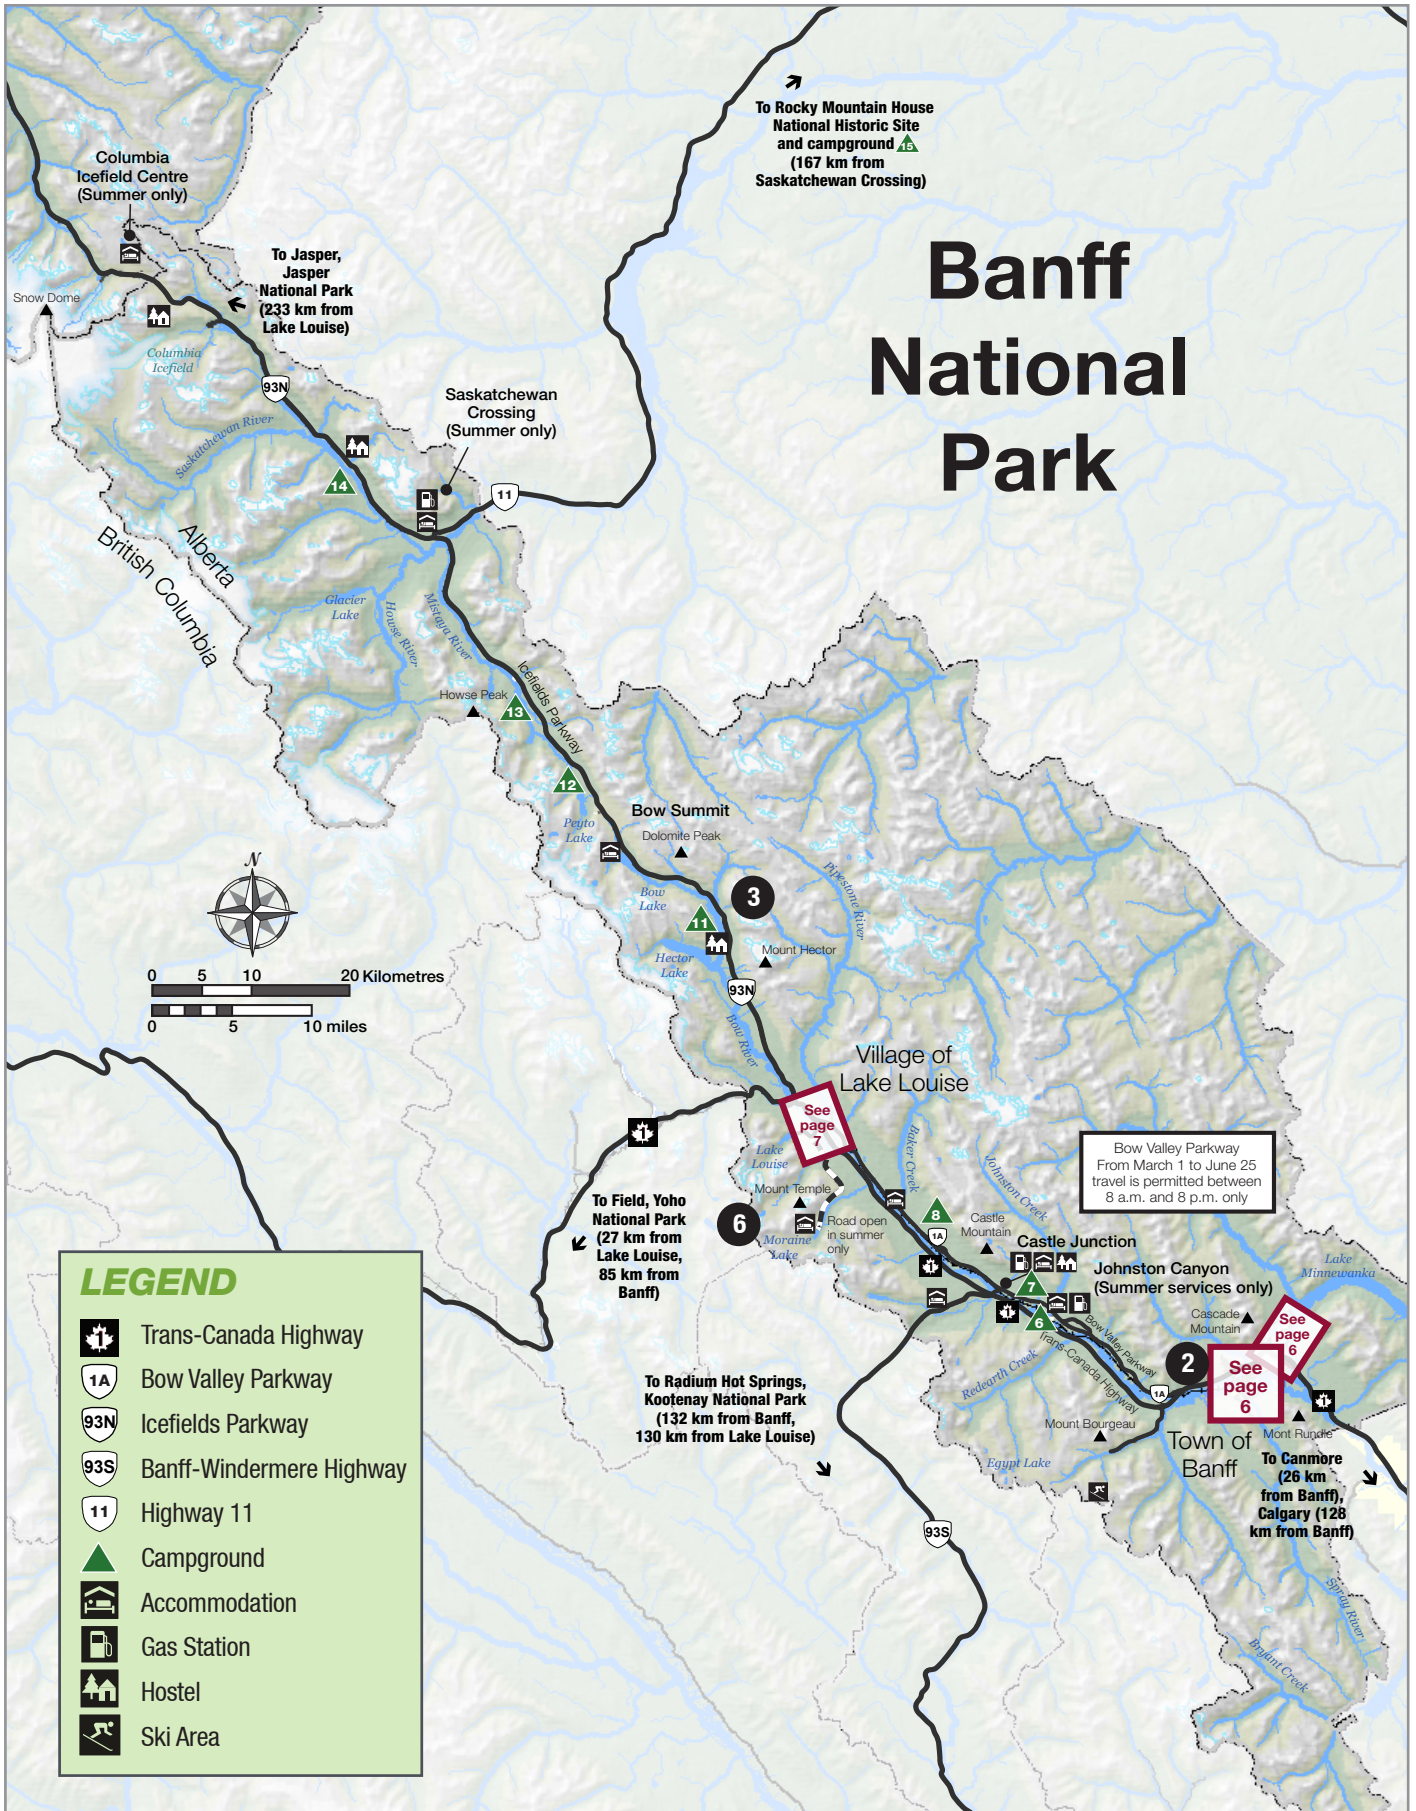 Banff
National
Park
To Rocky Mountain House
National Historic Site
and campground 15
(167 km from
Saskatchewan Crossing)
Columbia
Icefield Centre
(Summer only)
To Jasper,
Jasper
National Park
(233 km from
Lake Louise)
Snow Dome
Columbia
Icefield
93N
Saskatchewan
Crossing
(Summer only)
Saskatchewan River
14
11
Alberta
British Columbia
Glacier
Lake
Howse River
Mistaya River
Icefields Parkway
Howse Peak
13
12
Peyto
Lake
Bow Summit
Dolomite Peak
Bow
Lake
3
11
Pipestone River
Hector
Lake
Mount Hector
93N
Bow River
N
0 5 10 20 Kilometres
0 5 10 miles
Village of
Lake Louise
See
page
7
1
Lake
Louise
Baker Creek
Johnston Creek
Bow Valley Parkway
From March 1 to June 25
travel is permitted between
8 a.m. and 8 p.m. only
To Field, Yoho
National Park
(27 km from
Lake Louise,
85 km from
Banff)
Mount Temple
6
Moraine
Lake
Road open
in summer
only
8
1A
Castle
Mountain
1
Castle Junction
7
Johnston Canyon
(Summer services only)
1
6
Lake
Minnewanka
Cascade
Mountain
See
page
6
2
See
page
6
Bow Valley Parkway
Trans-Canada Highway
1A
1
Redearth Creek
Mount Bourgeau
Egypt Lake
Town of
Banff
Mont Rundle
To Canmore
(26 km
from Banff),
Calgary (128
km from Banff)
To Radium Hot Springs,
Kootenay National Park
(132 km from Banff,
130 km from Lake Louise)
93S
Spray River
Bryant Creek
LEGEND
1 Trans-Canada Highway
1A Bow Valley Parkway
93N Icefields Parkway
93S Banff-Windermere Highway
11 Highway 11
Campground
Accommodation
Gas Station
Hostel
Ski Area